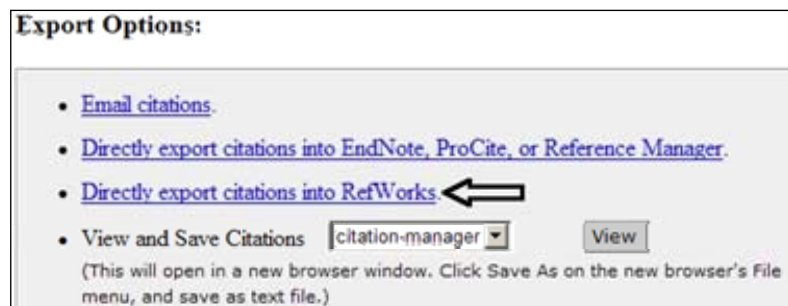 Export Options:
Email citations.
Directly export citations into EndNote, ProCite, or Reference Manager.
Directly export citations into RefWorks.
View and Save Citations citation-manager View
(This will open in a new browser window. Click Save As on the new browser's File
menu, and save as text file.)